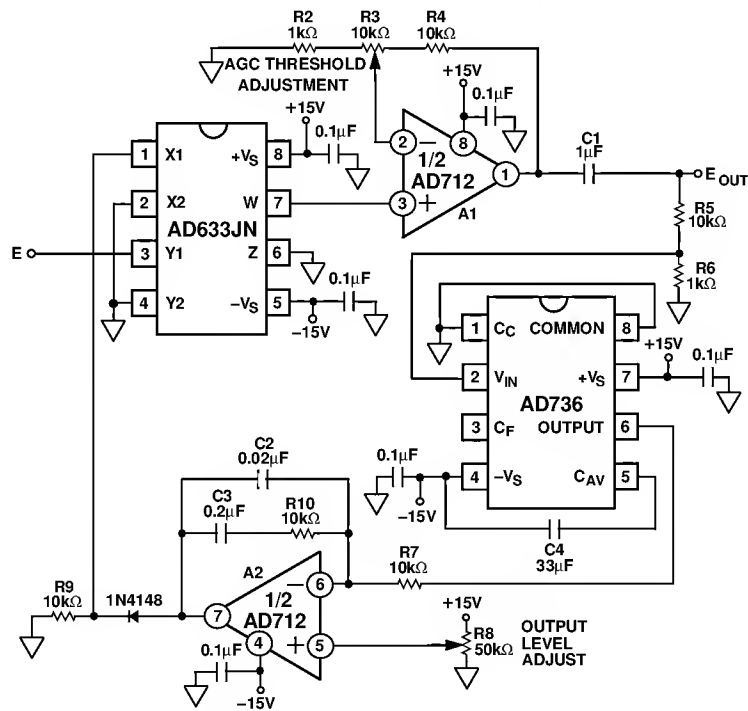 R2
1kΩ
R3
10kΩ
R4
10kΩ
AGC THRESHOLD
ADJUSTMENT
+15V
0.1μF
+15V
0.1μF
1 X1
+VS 8
2 X2
W 7
AD633JN
E
3 Y1
Z 6
4 Y2
–VS 5
0.1μF
–15V
2 –
8
1/2
AD712
1
3 +
A1
C1
1μF
E OUT
R5
10kΩ
R6
1kΩ
1 CC COMMON 8
2 VIN +VS 7
AD736
3 CF OUTPUT 6
4 –VS CAV 5
+15V
0.1μF
0.1μF
–15V
C4
33μF
C2
0.02μF
C3
0.2μF
R10
10kΩ
R7
10kΩ
A2
– 6
1/2
AD712
7
4
+ 5
R9
10kΩ
1N4148
0.1μF
–15V
+15V
R8
50kΩ
OUTPUT
LEVEL
ADJUST